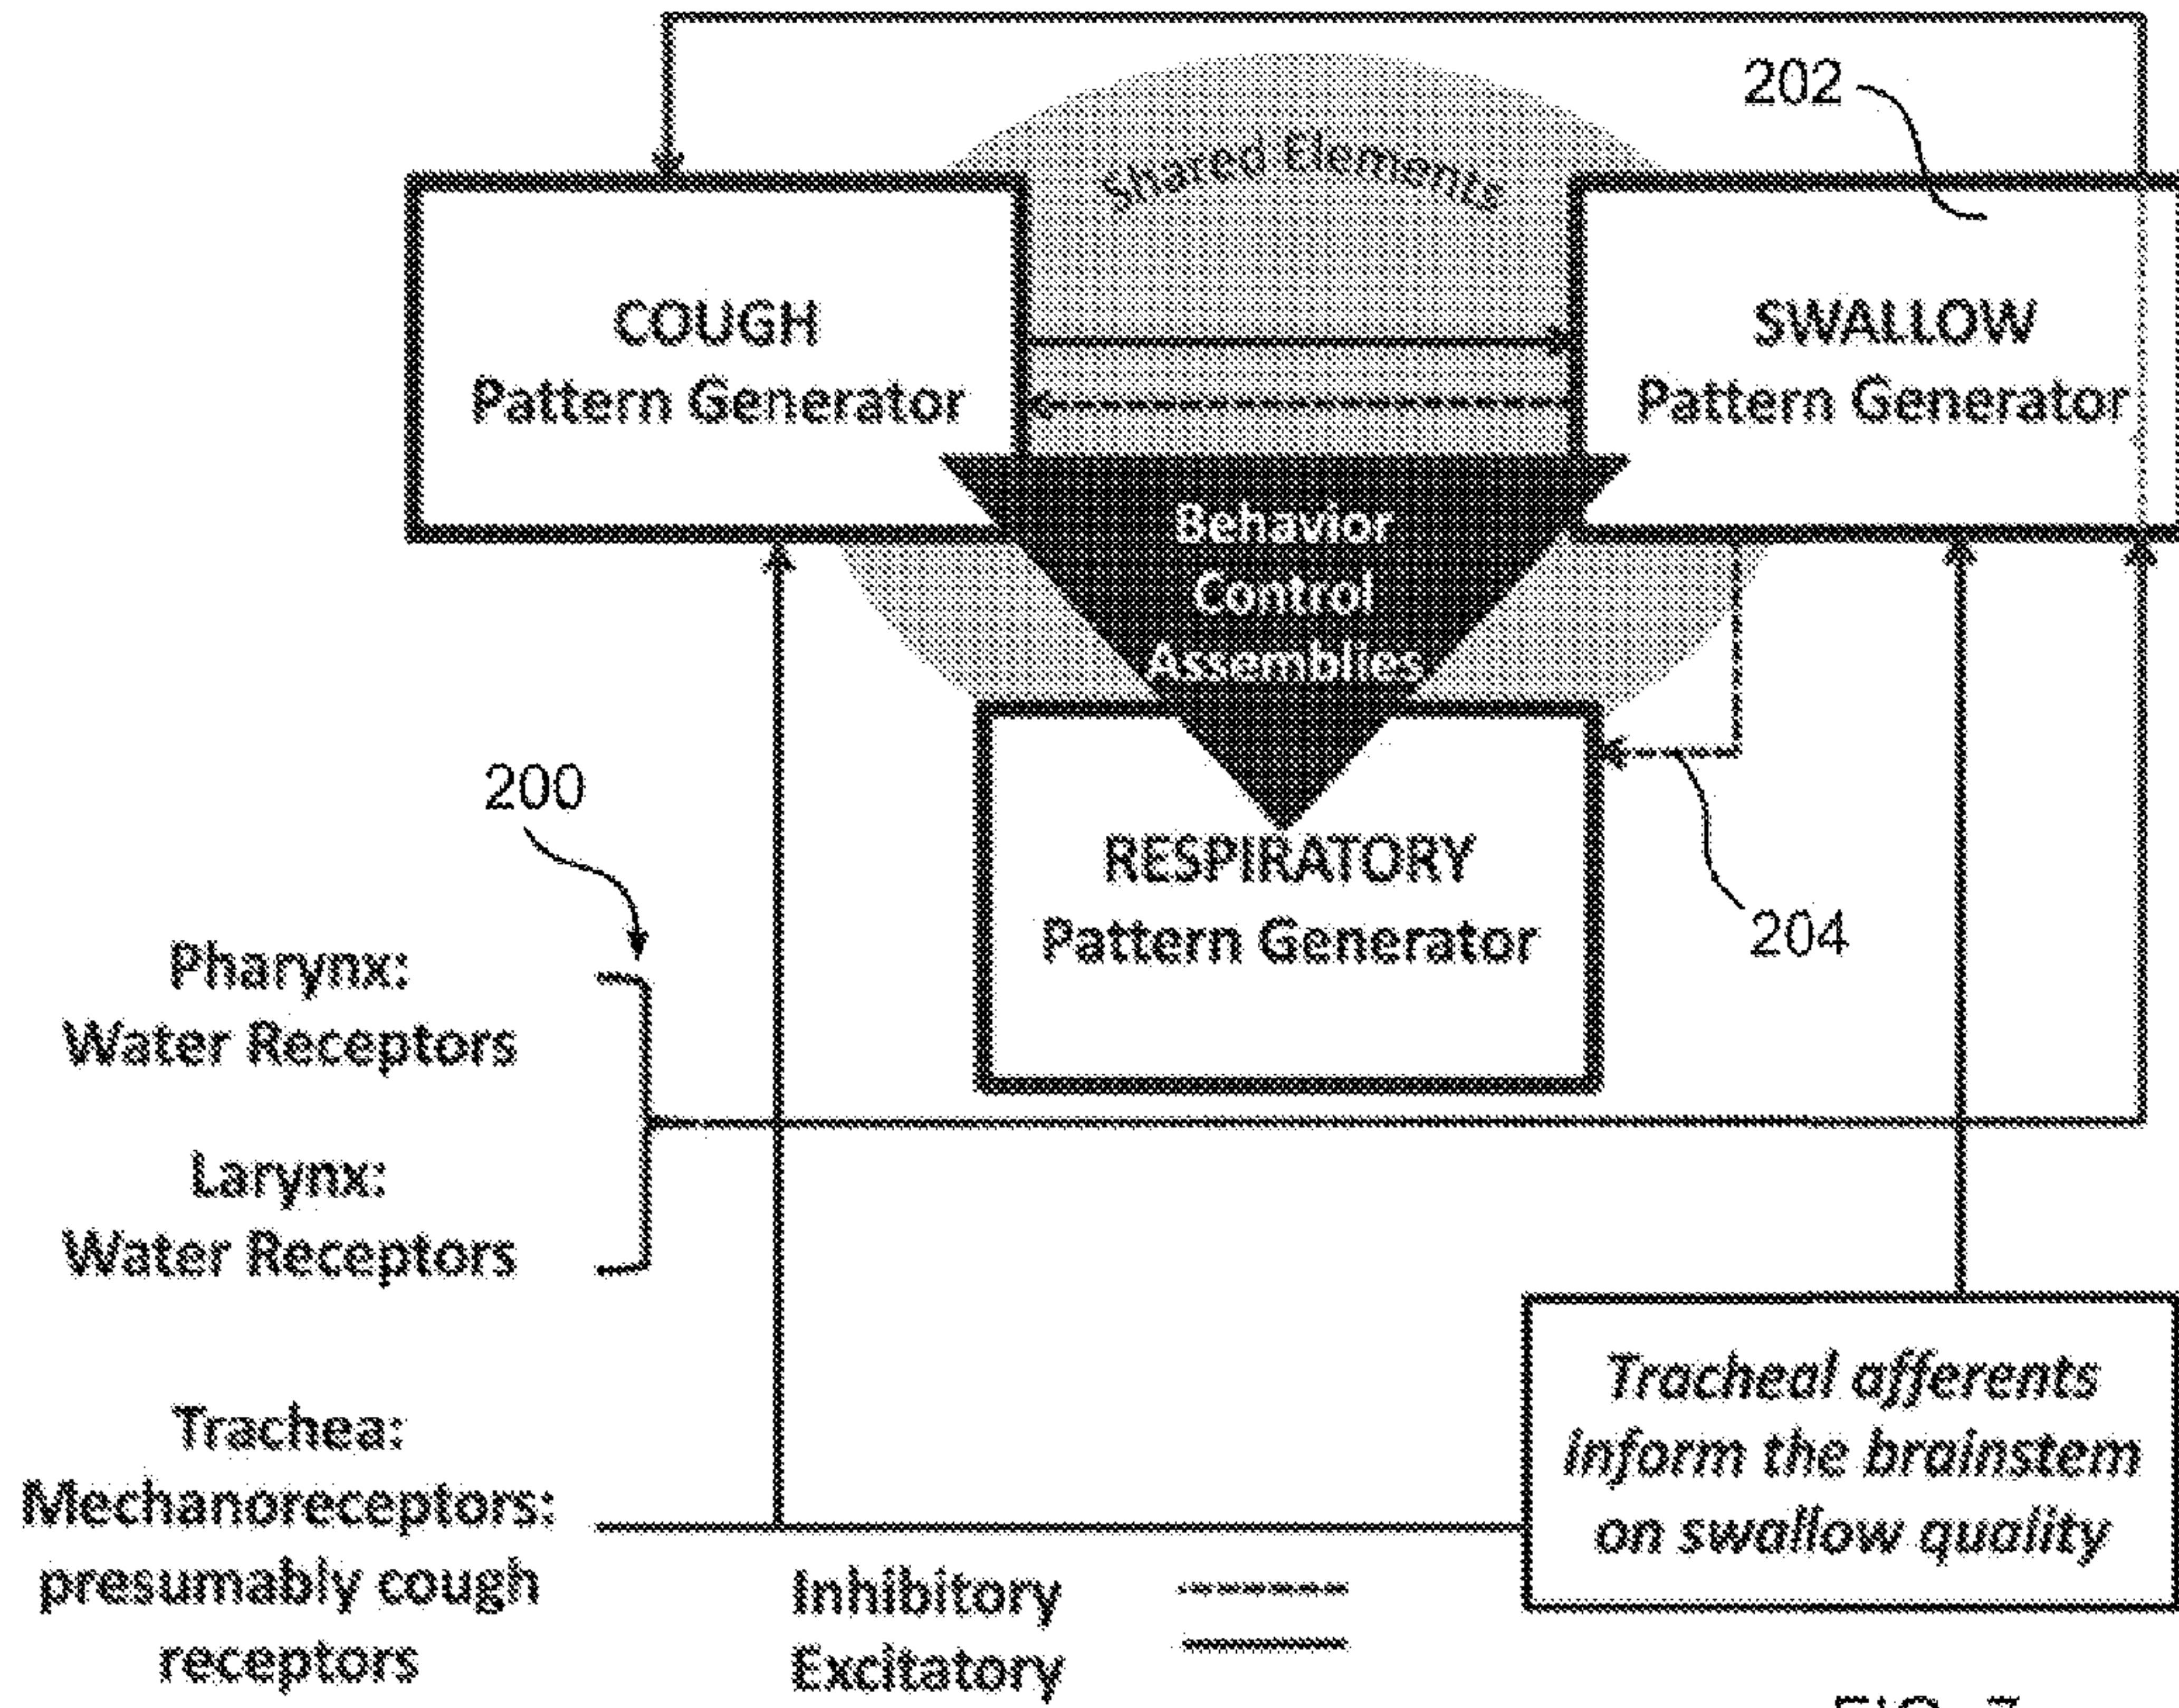 202
Shared Elements
COUGH
Pattern Generator
SWALLOW
Pattern Generator
Behavior
Control
Assemblies
200
RESPIRATORY
Pattern Generator
204
Pharynx:
Water Receptors
Larynx:
Water Receptors
Trachea:
Mechanoreceptors:
presumably cough
receptors
Tracheal afferents
inform the brainstem
on swallow quality
Inhibitory
Excitatory